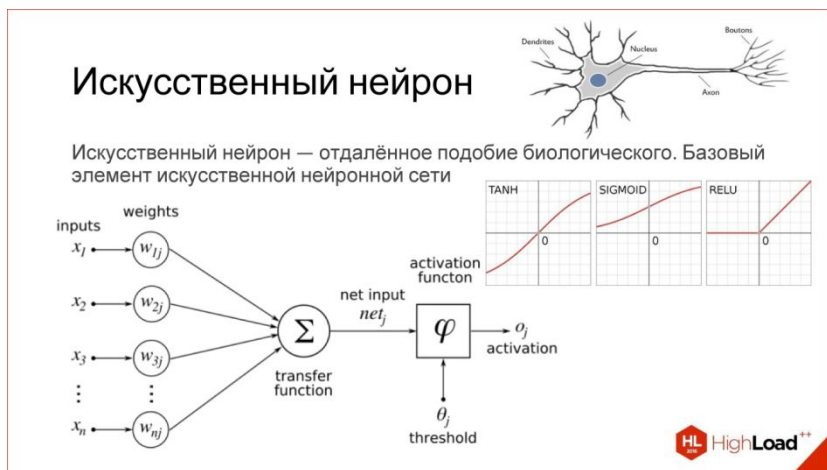 Искусственный нейрон
Dendrites
Nucleus
Boutons
Axon
Искусственный нейрон — отдалённое подобие биологического. Базовый
элемент искусственной нейронной сети
TANH
0
SIGMOID
0
RELU
0
inputs
weights
x₁
w₁ⱼ
x₂
w₂ⱼ
x₃
w₃ⱼ
⋮ ⋮
xₙ
wₙⱼ
Σ
transfer
function
net input
netⱼ
activation
functon
φ
oⱼ
activation
θⱼ
threshold
HL
HighLoad++